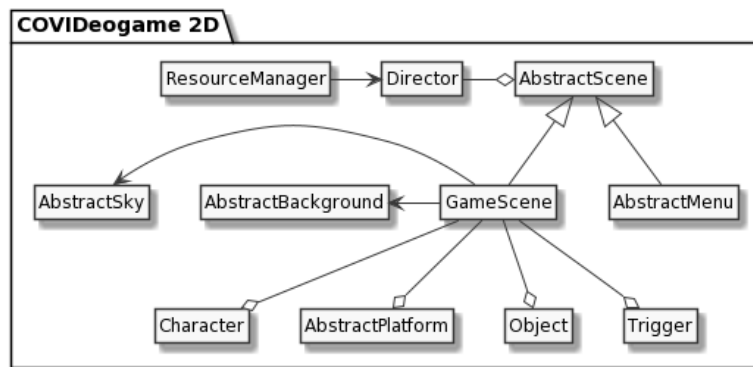 COVIDeogame 2D
ResourceManager
Director
AbstractScene
AbstractSky
AbstractBackground
GameScene
AbstractMenu
Character
AbstractPlatform
Object
Trigger